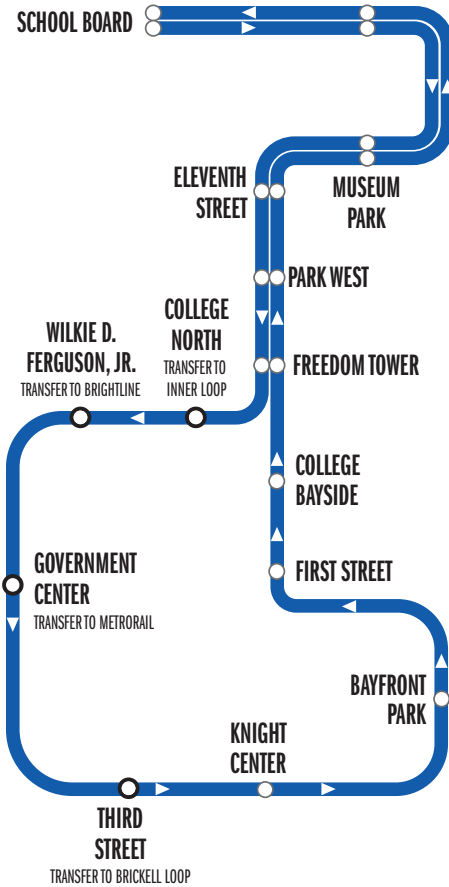 SCHOOL BOARD
ELEVENTH
STREET
MUSEUM
PARK
PARK WEST
COLLEGE
NORTH
TRANSFER TO
INNER LOOP
WILKIE D.
FERGUSON, JR.
TRANSFER TO BRIGHTLINE
FREEDOM TOWER
COLLEGE
BAYSIDE
GOVERNMENT
CENTER
TRANSFER TO METRORAIL
FIRST STREET
BAYFRONT
PARK
KNIGHT
CENTER
THIRD
STREET
TRANSFER TO BRICKELL LOOP